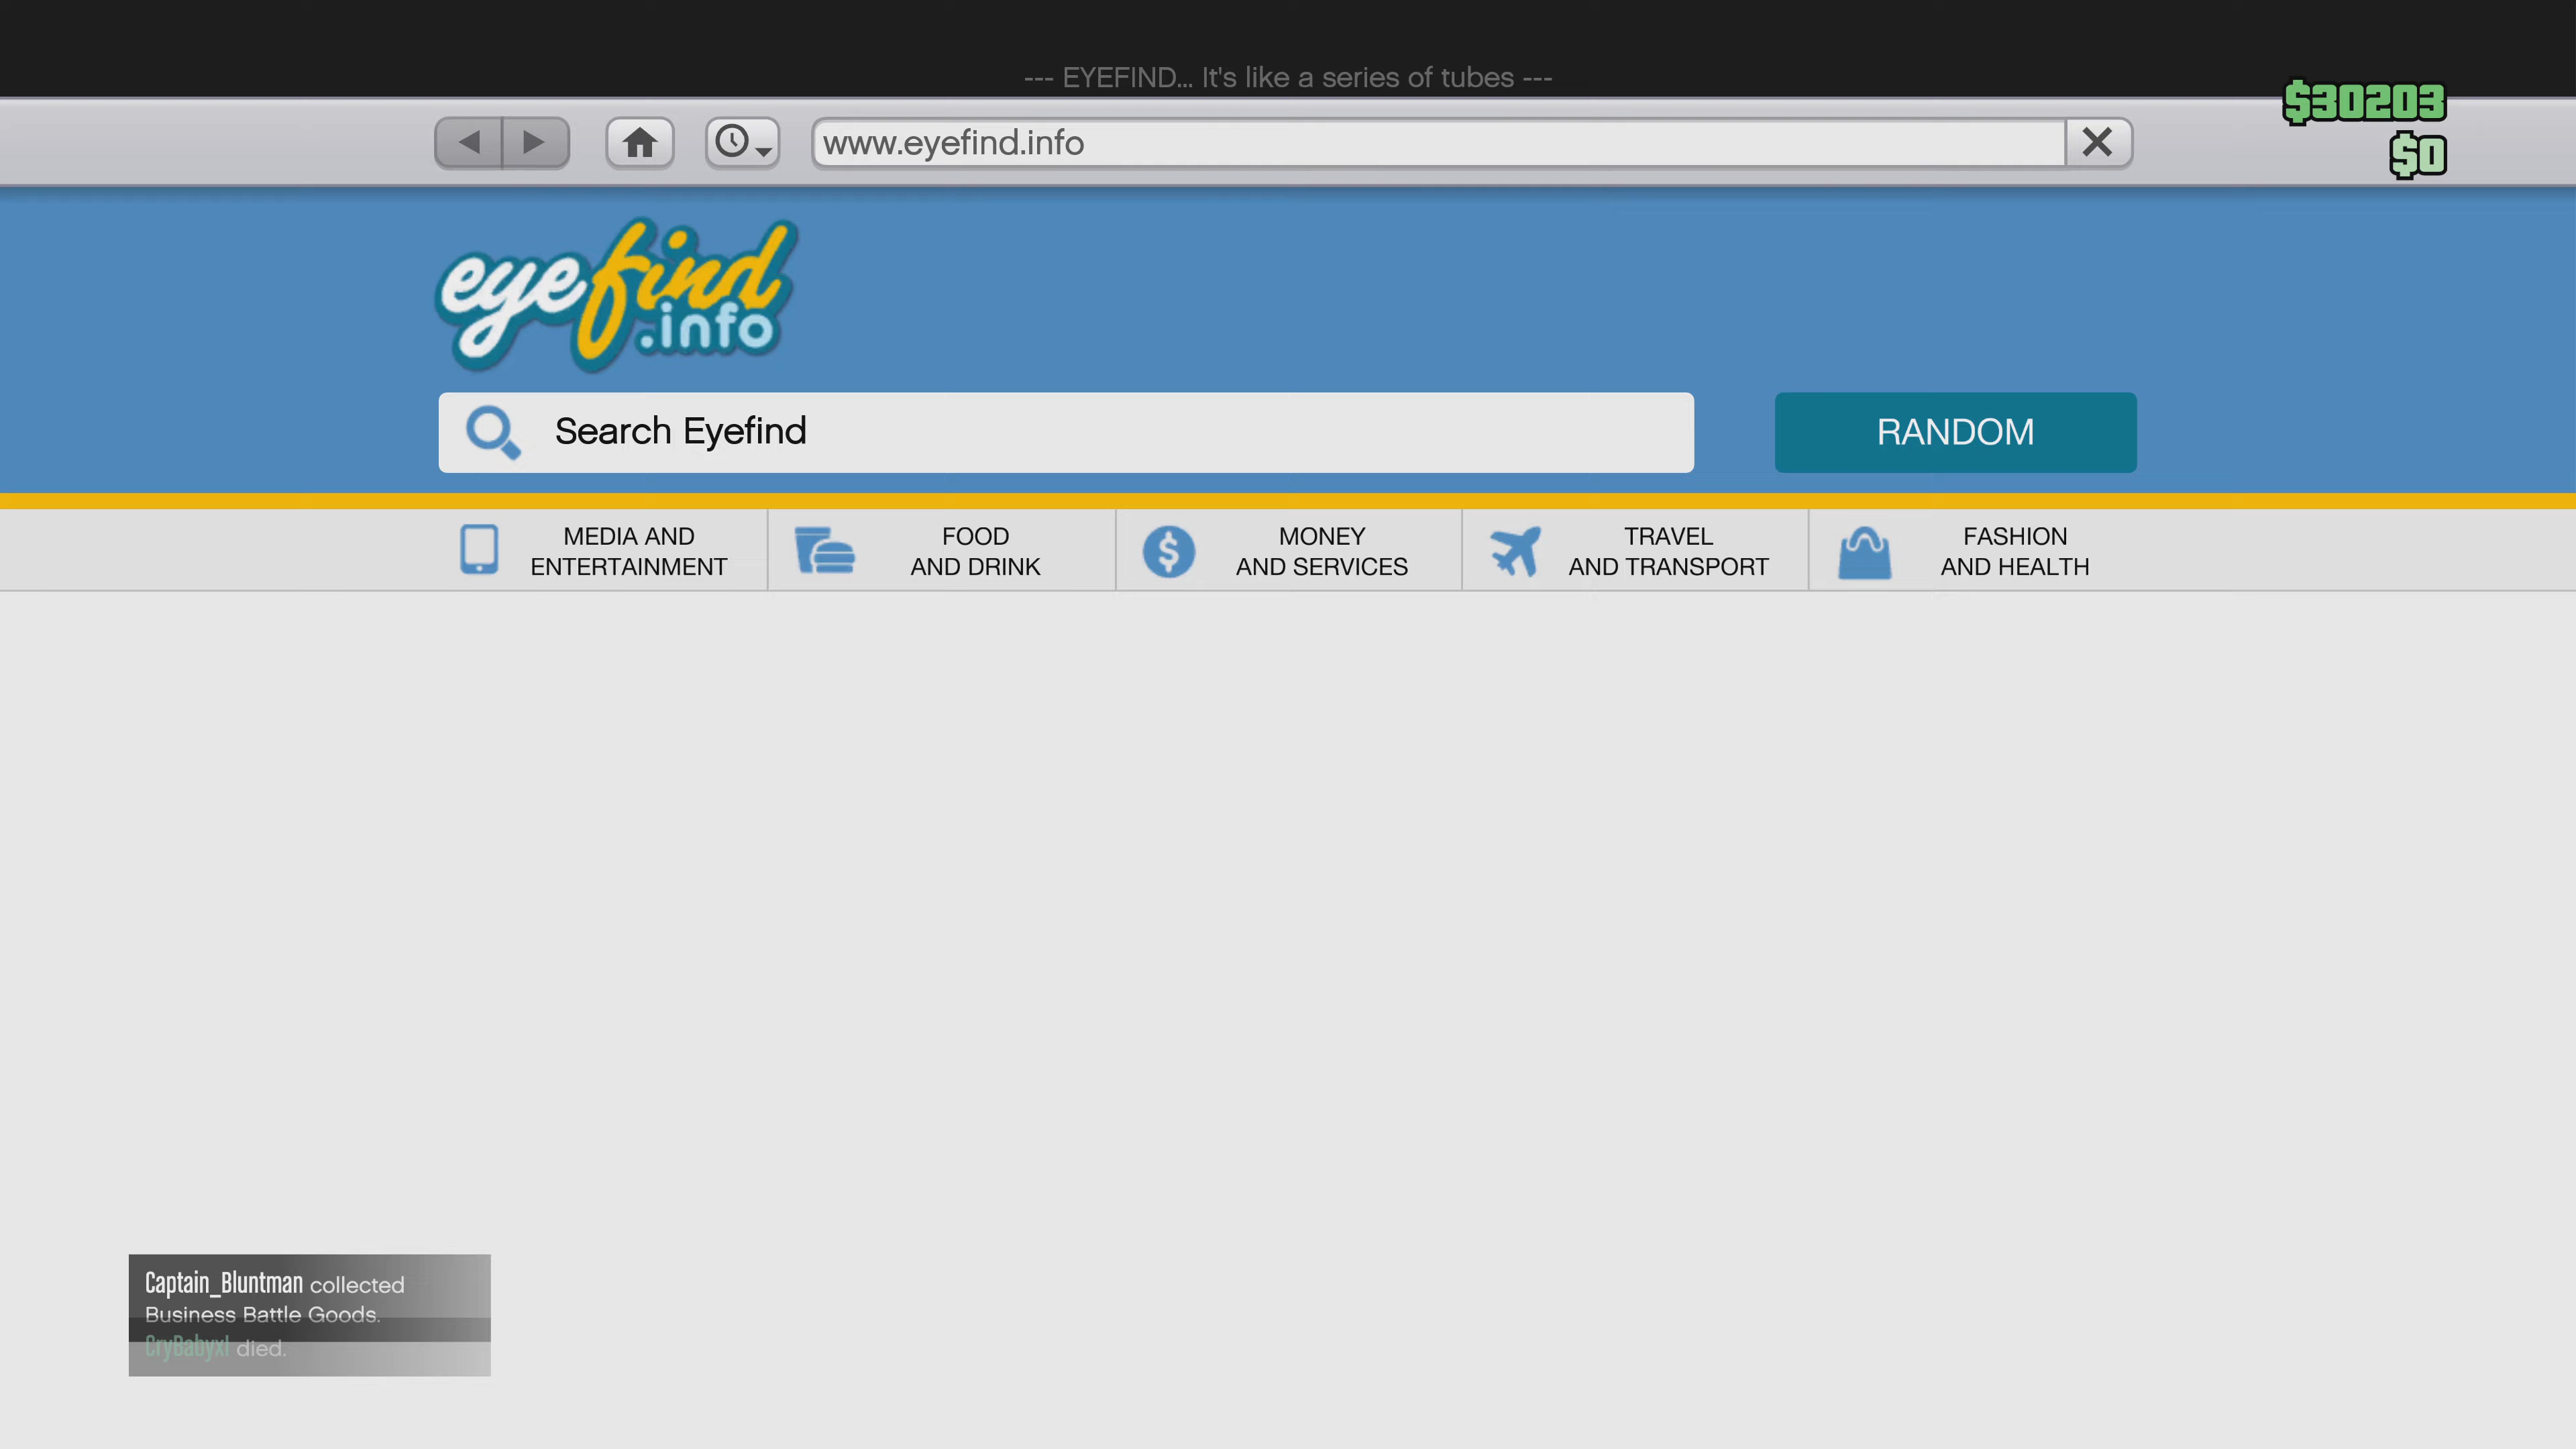 --- EYEFIND... It's like a series of tubes ---
$30203
www.eyefind.info
$0
eyefind
.info
Search Eyefind
RANDOM
MEDIA AND
ENTERTAINMENT
FOOD
AND DRINK
MONEY
AND SERVICES
TRAVEL
AND TRANSPORT
FASHION
AND HEALTH
Captain_Bluntman collected
Business Battle Goods.
CryBabyxl died.